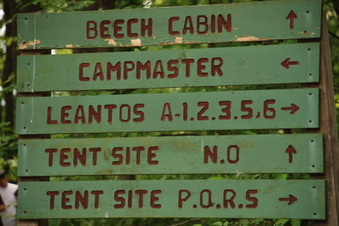 BEECH CABIN ↑
CAMPMASTER ←
LEANTOS A-1.2.3.5,6 →
TENT SITE N.O ↑
TENT SITE P.Q.R.S →